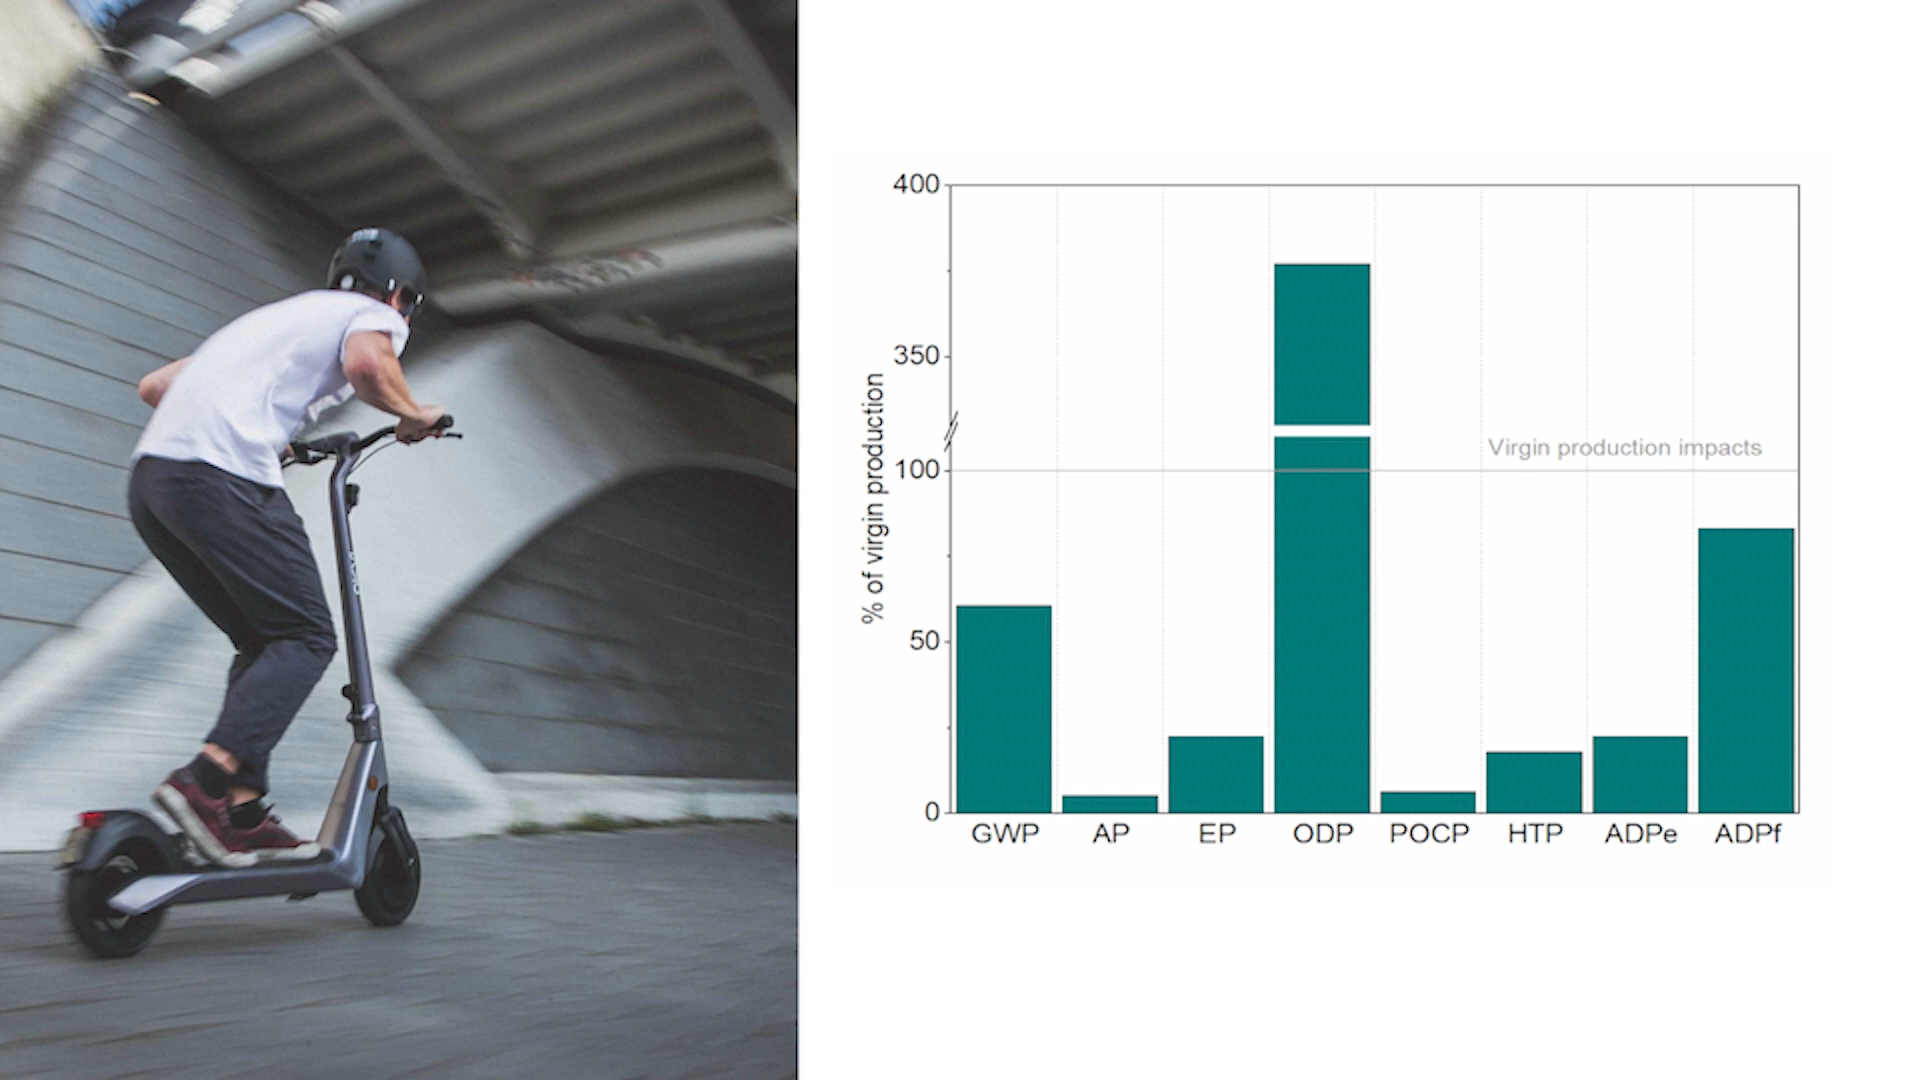 400
350
100
50
0
% of virgin production
Virgin production impacts
GWP AP EP ODP POCP HTP ADPe ADPf